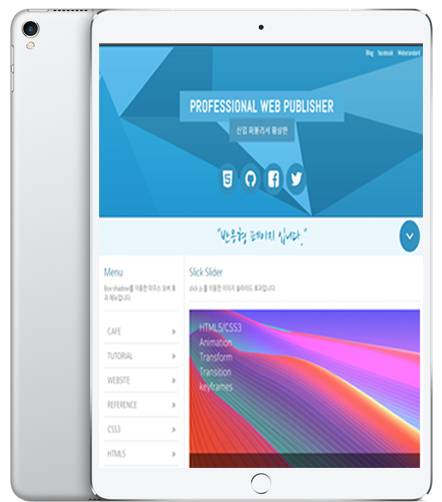 Blog facebook Webstandard
PROFESSIONAL WEB PUBLISHER
신입 퍼블리셔 황상현
"반응형 페이지 입니다."
Menu
Box-shadow를 이용한 마우스 오버 효
과 메뉴입니다.
CAFE
TUTORIAL
WEBSITE
REFERENCE
CSS3
HTML5
Slick Slider
slick.js를 이용한 이미지 슬라이드 효과입니다.
HTML5/CSS3
Animation
Transform
Transition
keyframes